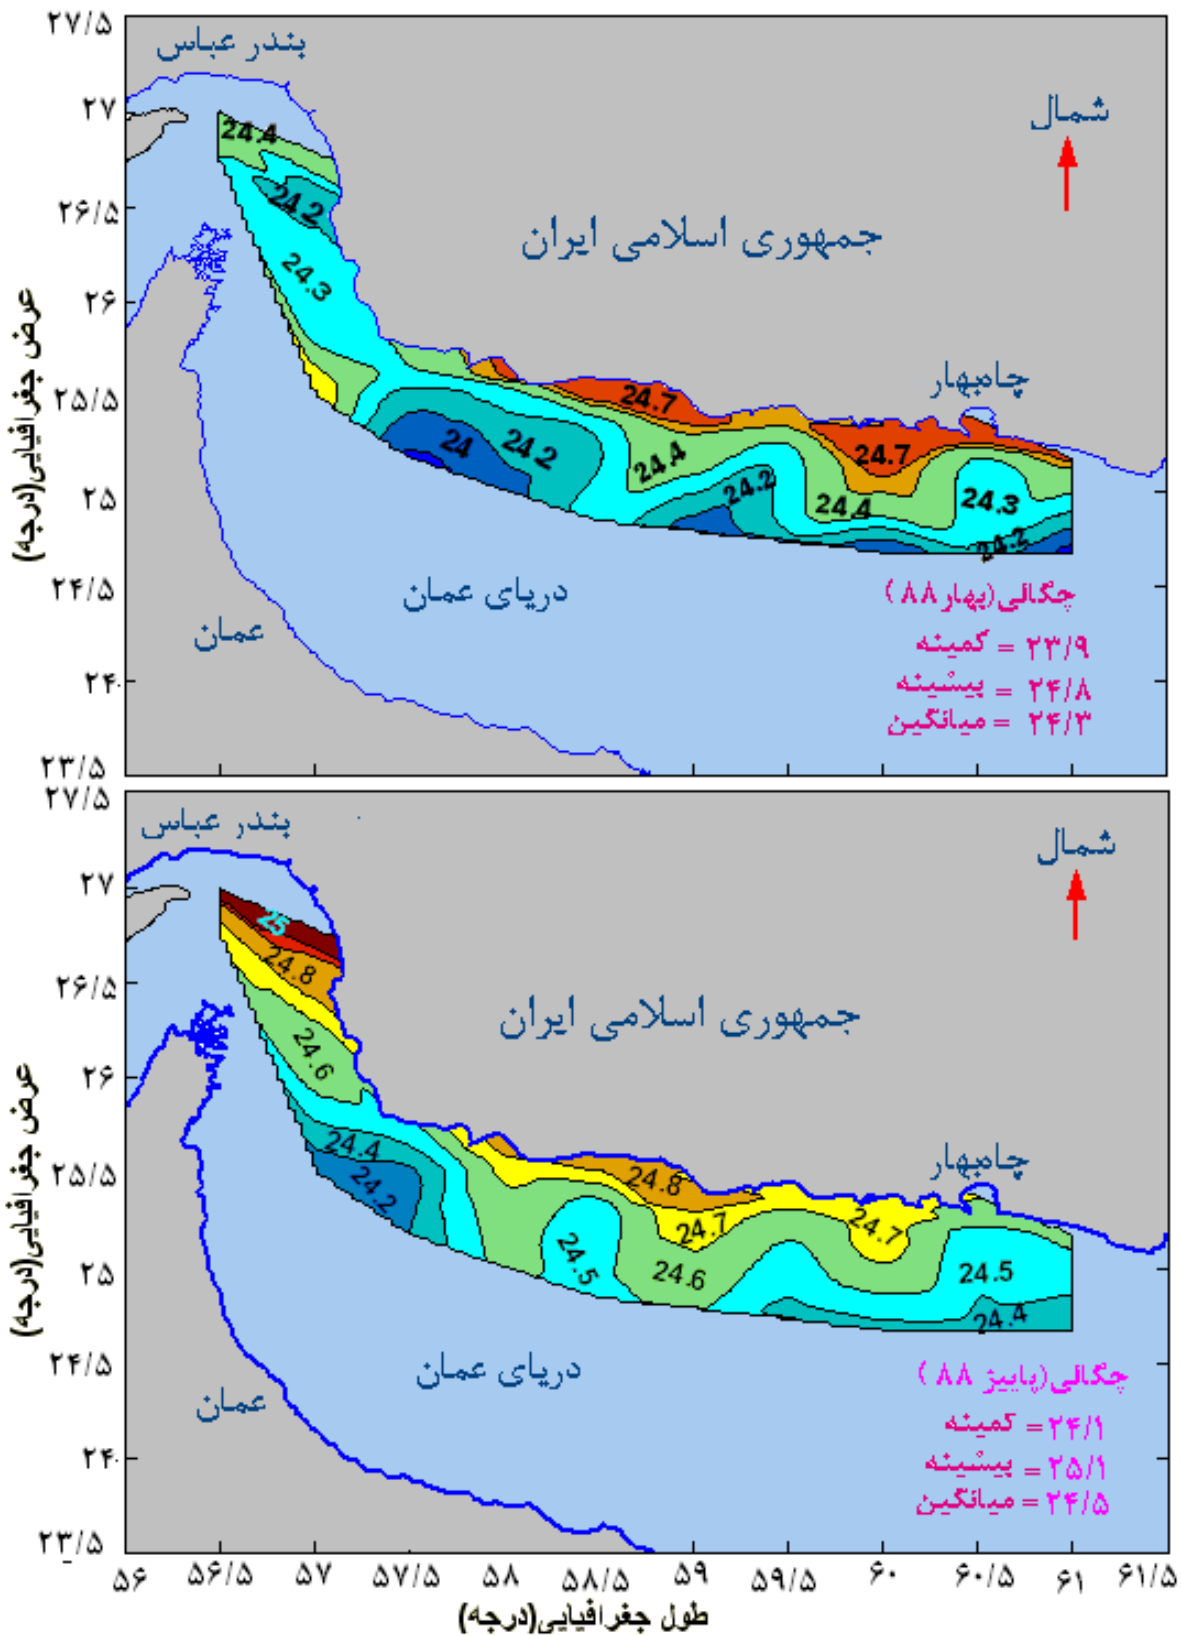 ۲۷/۵
بندر عباس
۲۷
شمال
24.4
۲۶/۵
24.2
جمهوری اسلامی ایران
24.3
۲۶
عرض جغرافیایی(درجه)
چابهار
۲۵/۵
24.7
24.7
24
24.2
24.4
24.2
24.4
24.3
24.2
۲۵
۲۴/۵
دریای عمان
چگالی(بهار۸۸)
عمان
کمینه = ۲۳/۹
۲۴
بیشینه = ۲۴/۸
میانگین = ۲۴/۳
۲۳/۵
۲۷/۵
بندر عباس
شمال
۲۷
25
24.8
۲۶/۵
جمهوری اسلامی ایران
24.6
۲۶
عرض جغرافیایی(درجه)
24.4
چابهار
۲۵/۵
24.2
24.8
24.7
24.7
24.5
24.6
24.5
۲۵
24.4
۲۴/۵
دریای عمان
چگالی(پاییز ۸۸)
عمان
کمینه = ۲۴/۱
۲۴
بیشینه = ۲۵/۱
میانگین = ۲۴/۵
۲۳/۵
۵۶ ۵۶/۵ ۵۷ ۵۷/۵ ۵۸ ۵۸/۵ ۵۹ ۵۹/۵ ۶۰ ۶۰/۵ ۶۱ ۶۱/۵
طول جغرافیایی(درجه)